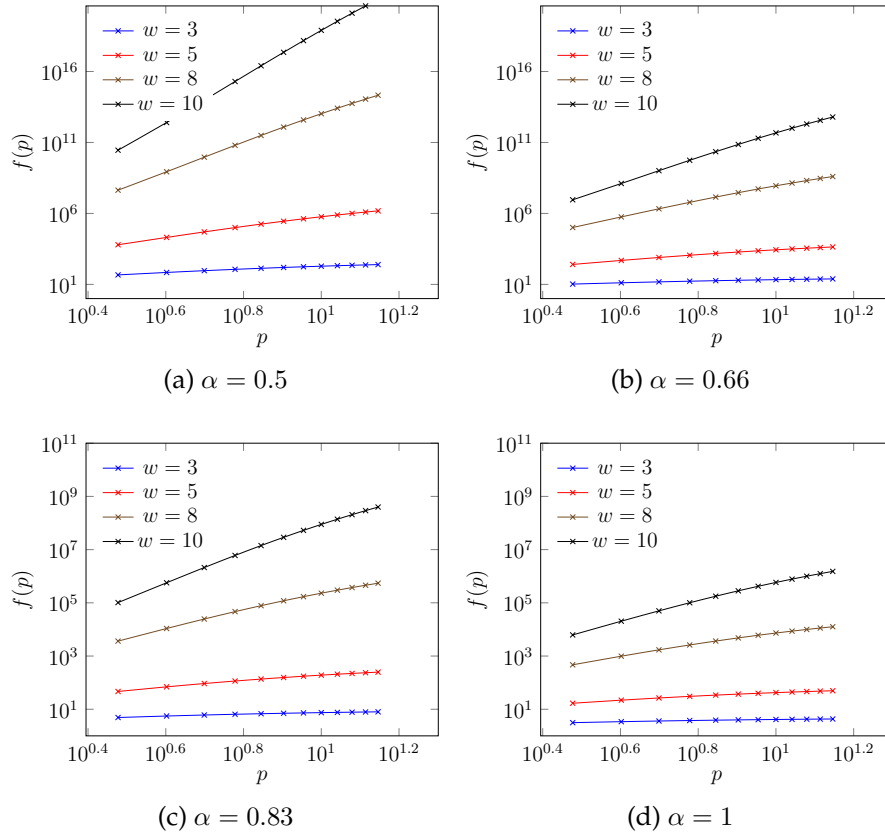 w = 3
w = 5
w = 8
w = 10
10^16
10^11
10^6
10^1
f(p)
10^0.4
10^0.6
10^0.8
10^1
10^1.2
p
(a) α = 0.5
w = 3
w = 5
w = 8
w = 10
10^16
10^11
10^6
10^1
f(p)
10^0.4
10^0.6
10^0.8
10^1
10^1.2
p
(b) α = 0.66
w = 3
w = 5
w = 8
w = 10
10^11
10^9
10^7
10^5
10^3
10^1
f(p)
10^0.4
10^0.6
10^0.8
10^1
10^1.2
p
(c) α = 0.83
w = 3
w = 5
w = 8
w = 10
10^11
10^9
10^7
10^5
10^3
10^1
f(p)
10^0.4
10^0.6
10^0.8
10^1
10^1.2
p
(d) α = 1